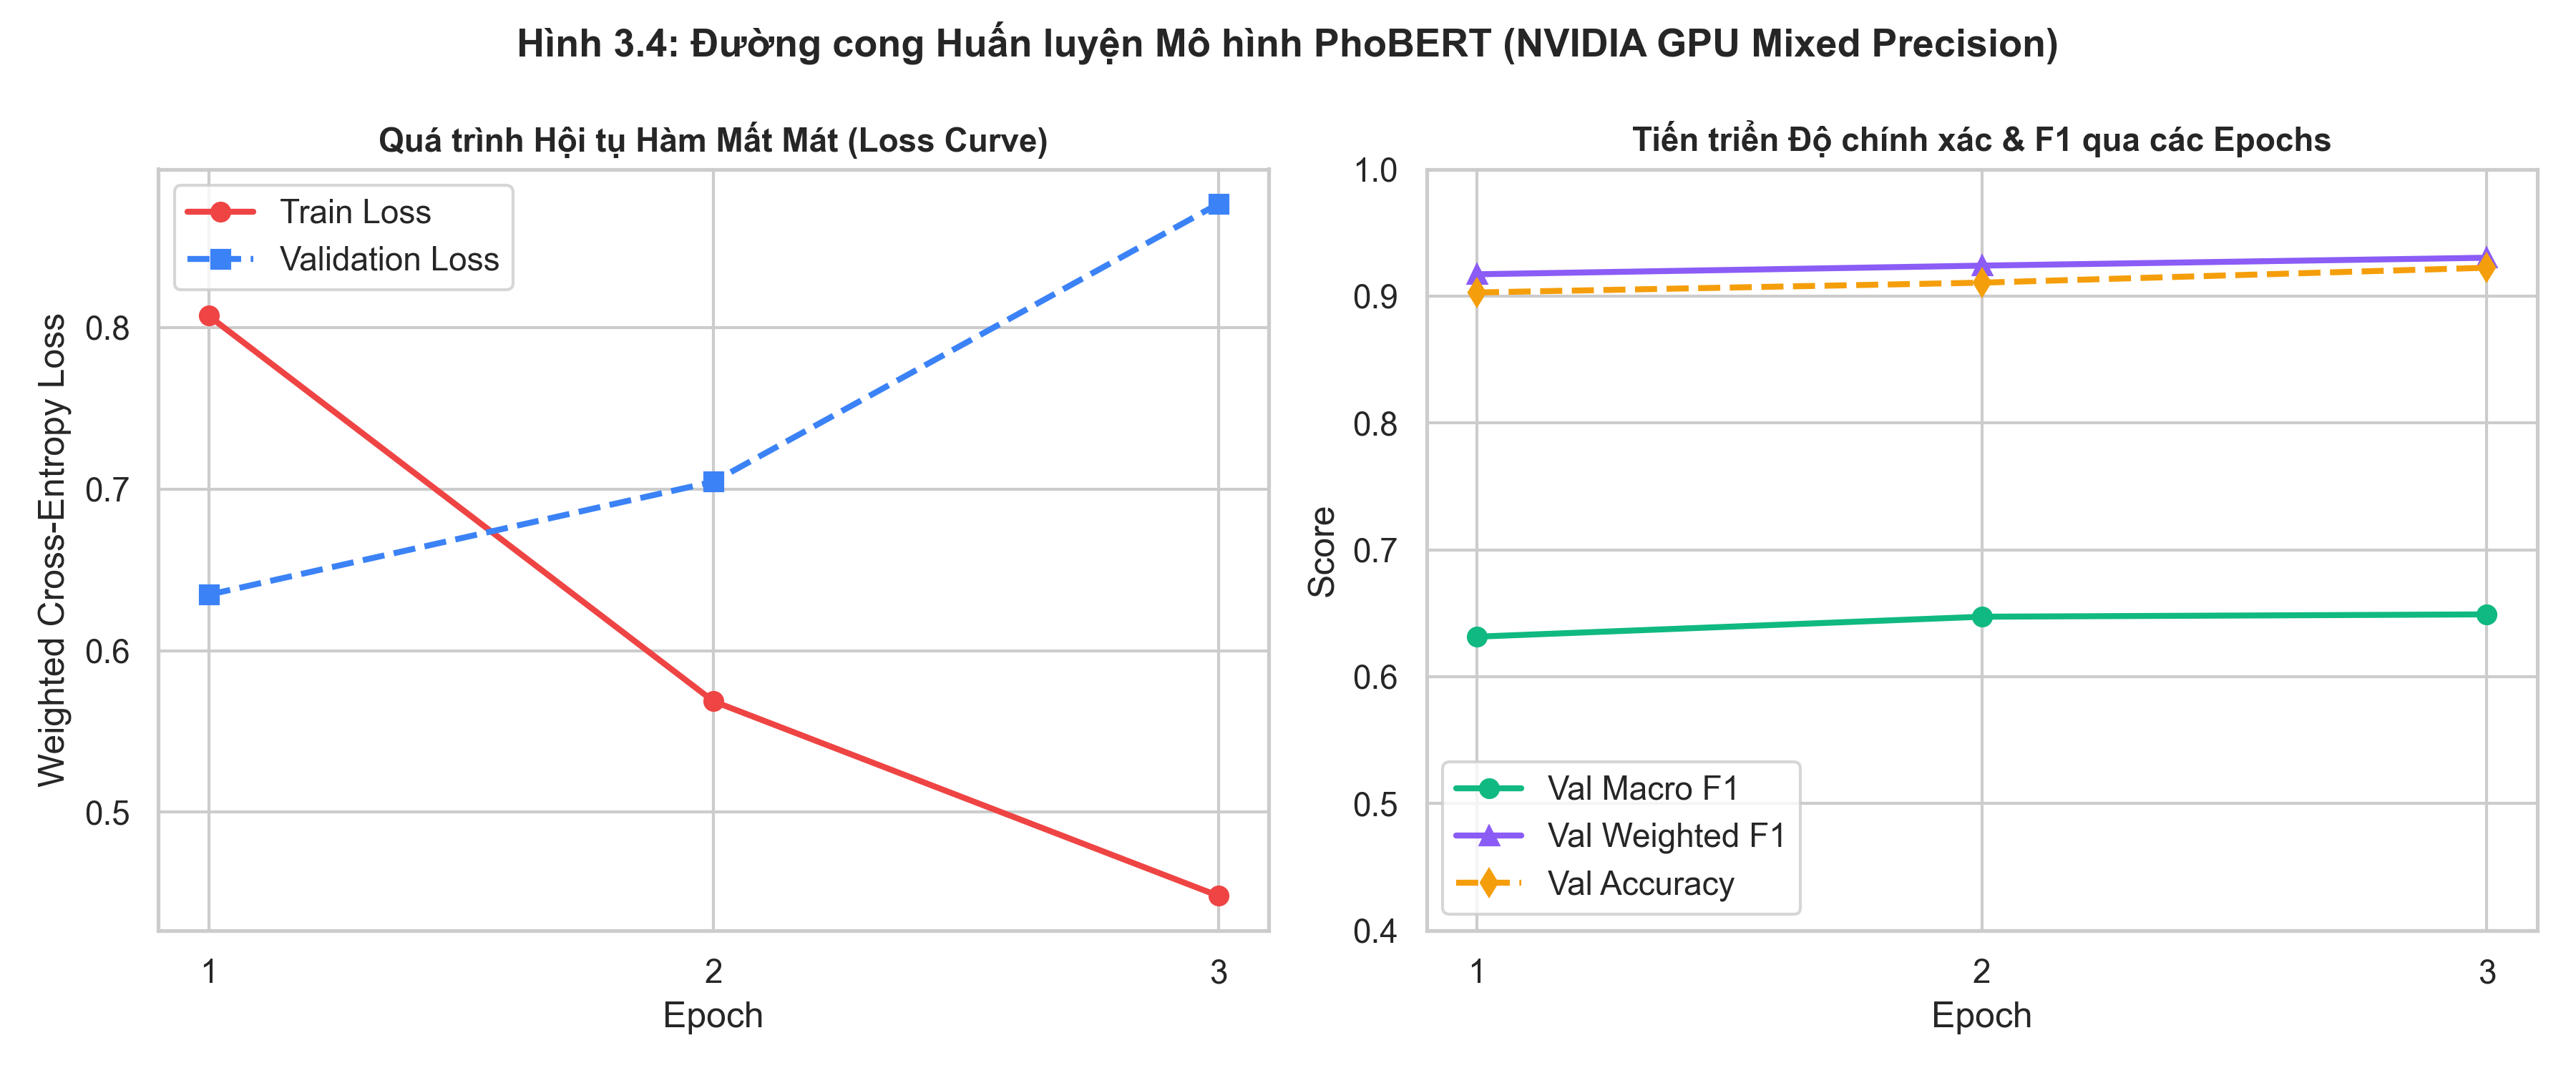 Hình 3.4: Đường cong Huấn luyện Mô hình PhoBERT (NVIDIA GPU Mixed Precision)
Quá trình Hội tụ Hàm Mất Mát (Loss Curve)
Train Loss
Validation Loss
Weighted Cross-Entropy Loss
0.8
0.7
0.6
0.5
1
2
3
Epoch
Tiến triển Độ chính xác & F1 qua các Epochs
Score
1.0
0.9
0.8
0.7
0.6
0.5
0.4
Val Macro F1
Val Weighted F1
Val Accuracy
1
2
3
Epoch